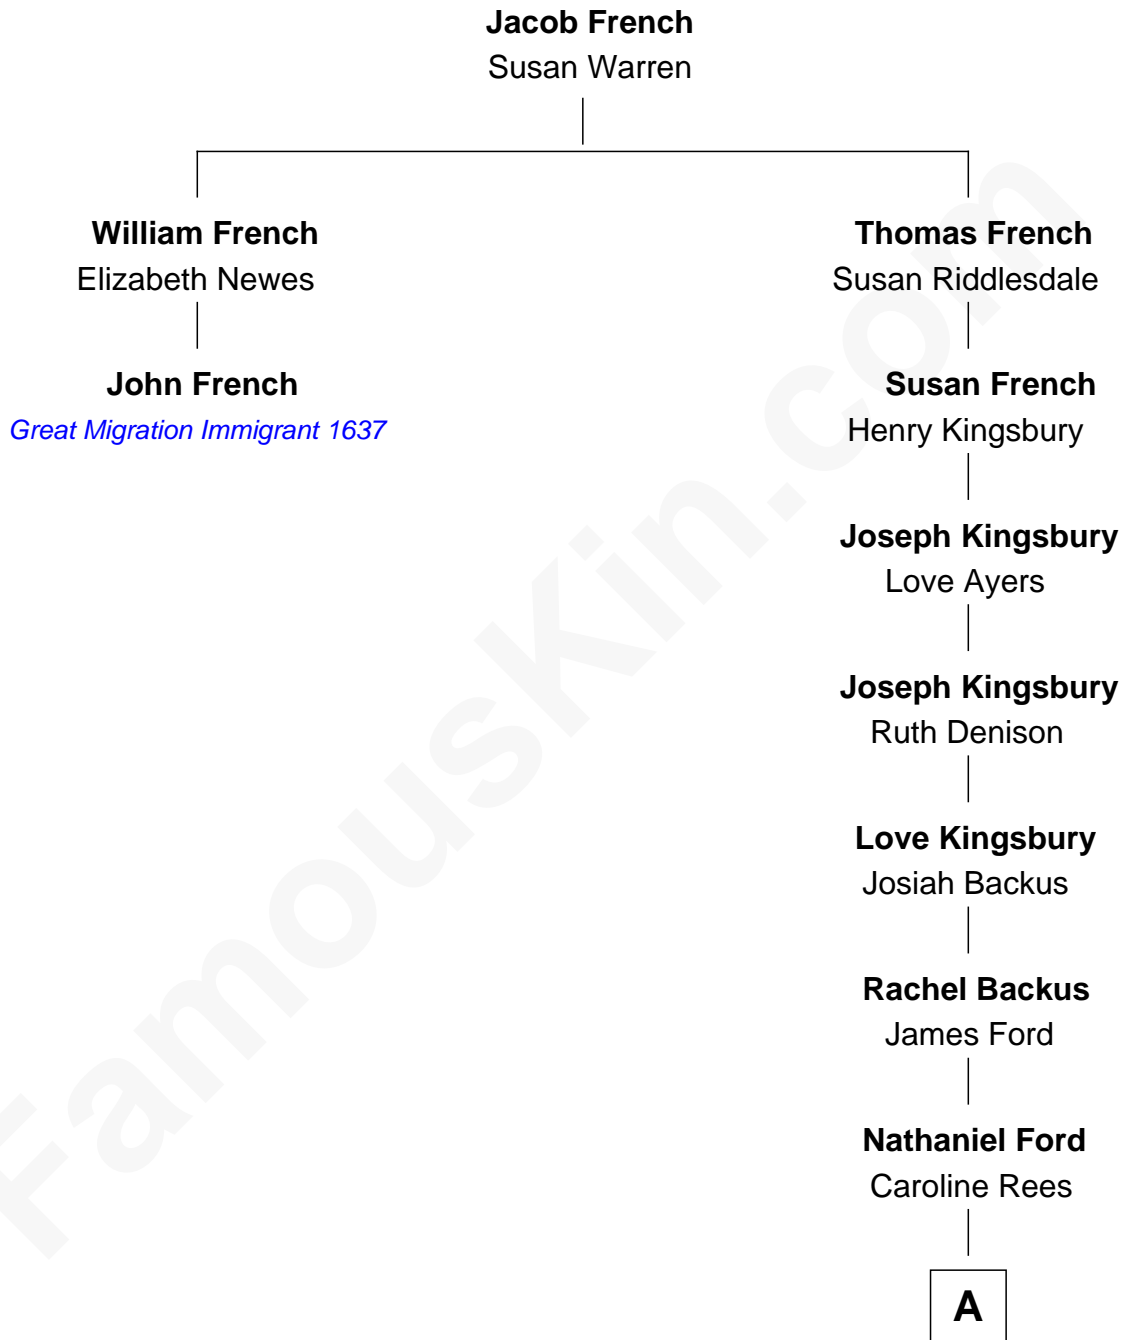 Jacob French
Susan Warren
William French
Elizabeth Newes
John French
Great Migration Immigrant 1637
Thomas French
Susan Riddlesdale
Susan French
Henry Kingsbury
Joseph Kingsbury
Love Ayers
Joseph Kingsbury
Ruth Denison
Love Kingsbury
Josiah Backus
Rachel Backus
James Ford
Nathaniel Ford
Caroline Rees
A
FamousKin.com